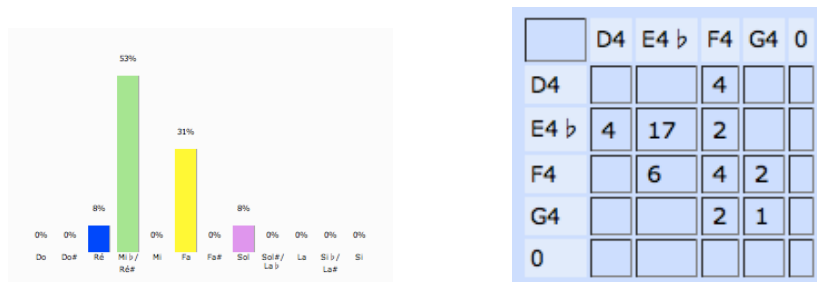 53%
31%
8%
8%
0% 0% 0% 0% 0% 0% 0% 0%
Do Do# Ré Mi♭/ Mi Fa Fa# Sol Sol#/ La Si♭/ Si
Ré# La♭ La#
D4 E4♭ F4 G4 0
D4 4
E4♭ 4 17 2
F4 6 4 2
G4 2 1
0